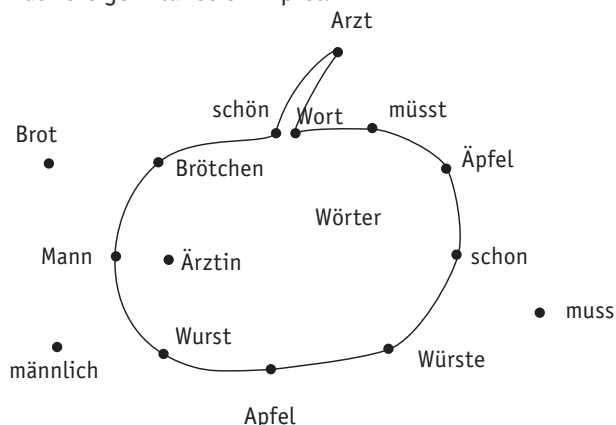 Arzt
schön
Wort
müsst
Brot
Brötchen
Äpfel
Wörter
Mann
Ärztin
schon
muss
Wurst
männlich
Würste
Apfel